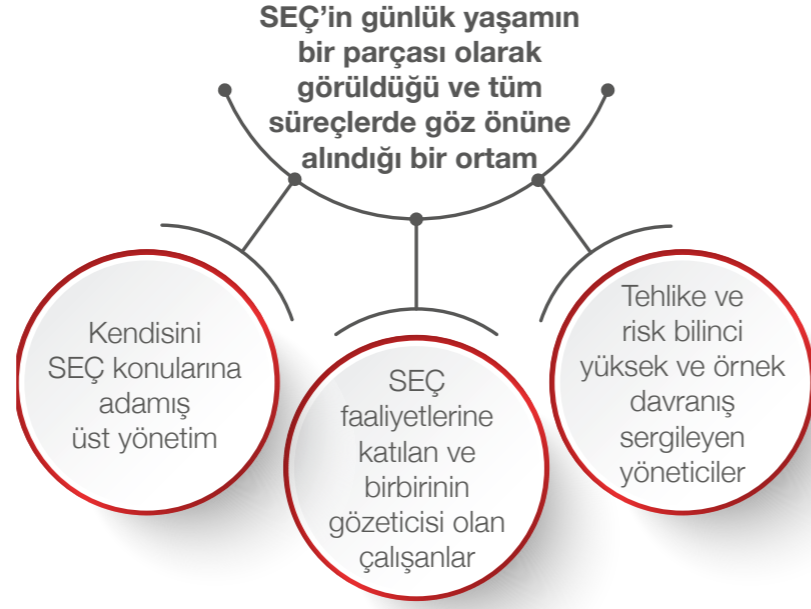 SEÇ’in günlük yaşamın
bir parçası olarak
görüldüğü ve tüm
süreçlerde göz önüne
alındığı bir ortam
Kendisini
SEÇ konularına
adamış
üst yönetim
SEÇ
faaliyetlerine
katılan ve
birbirinin
gözeticisi olan
çalışanlar
Tehlike ve
risk bilinci
yüksek ve örnek
davranış
sergileyen
yöneticiler